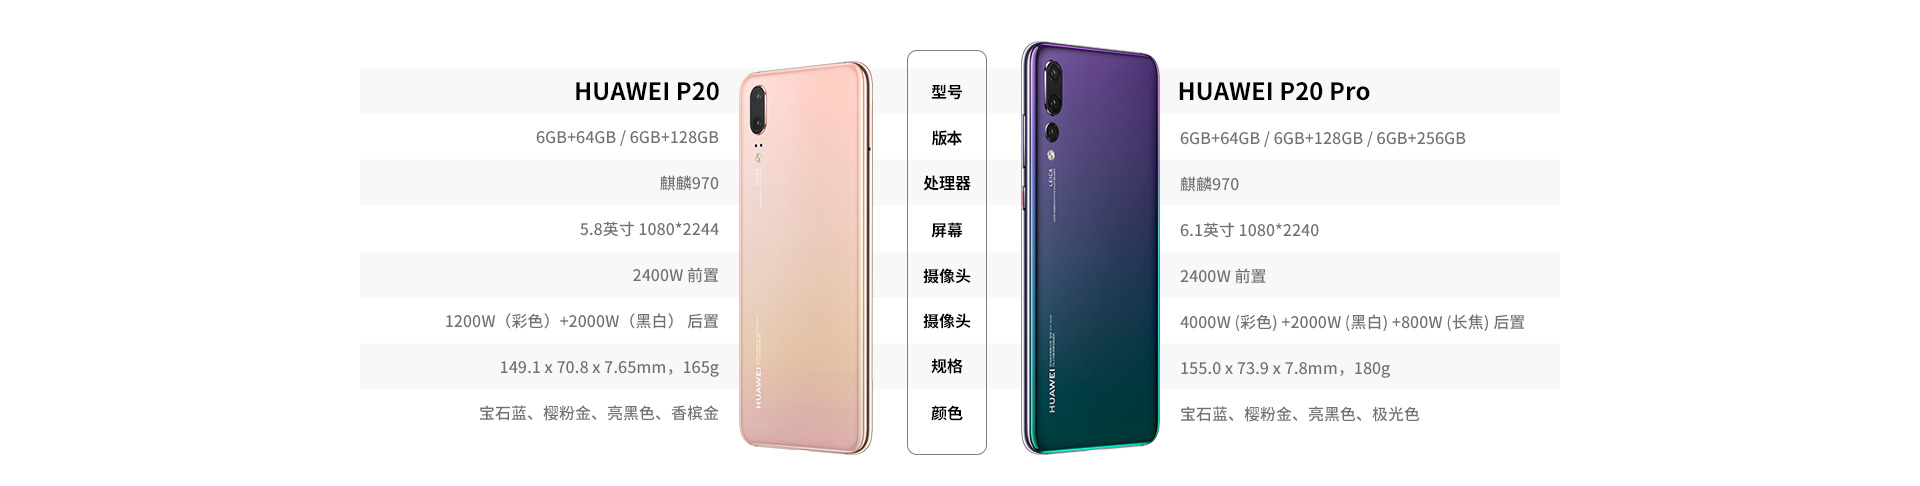 HUAWEI P20 型号 HUAWEI P20 Pro
6GB+64GB / 6GB+128GB 版本 6GB+64GB / 6GB+128GB / 6GB+256GB
麒麟970 处理器 麒麟970
5.8英寸 1080*2244 屏幕 6.1英寸 1080*2240
2400W 前置 摄像头 2400W 前置
1200W（彩色）+2000W（黑白） 后置 摄像头 4000W (彩色) +2000W (黑白) +800W (长焦) 后置
149.1 x 70.8 x 7.65mm，165g 规格 155.0 x 73.9 x 7.8mm，180g
宝石蓝、樱粉金、亮黑色、香槟金 颜色 宝石蓝、樱粉金、亮黑色、极光色
LEICA
HUAWEI
LEICA
HUAWEI